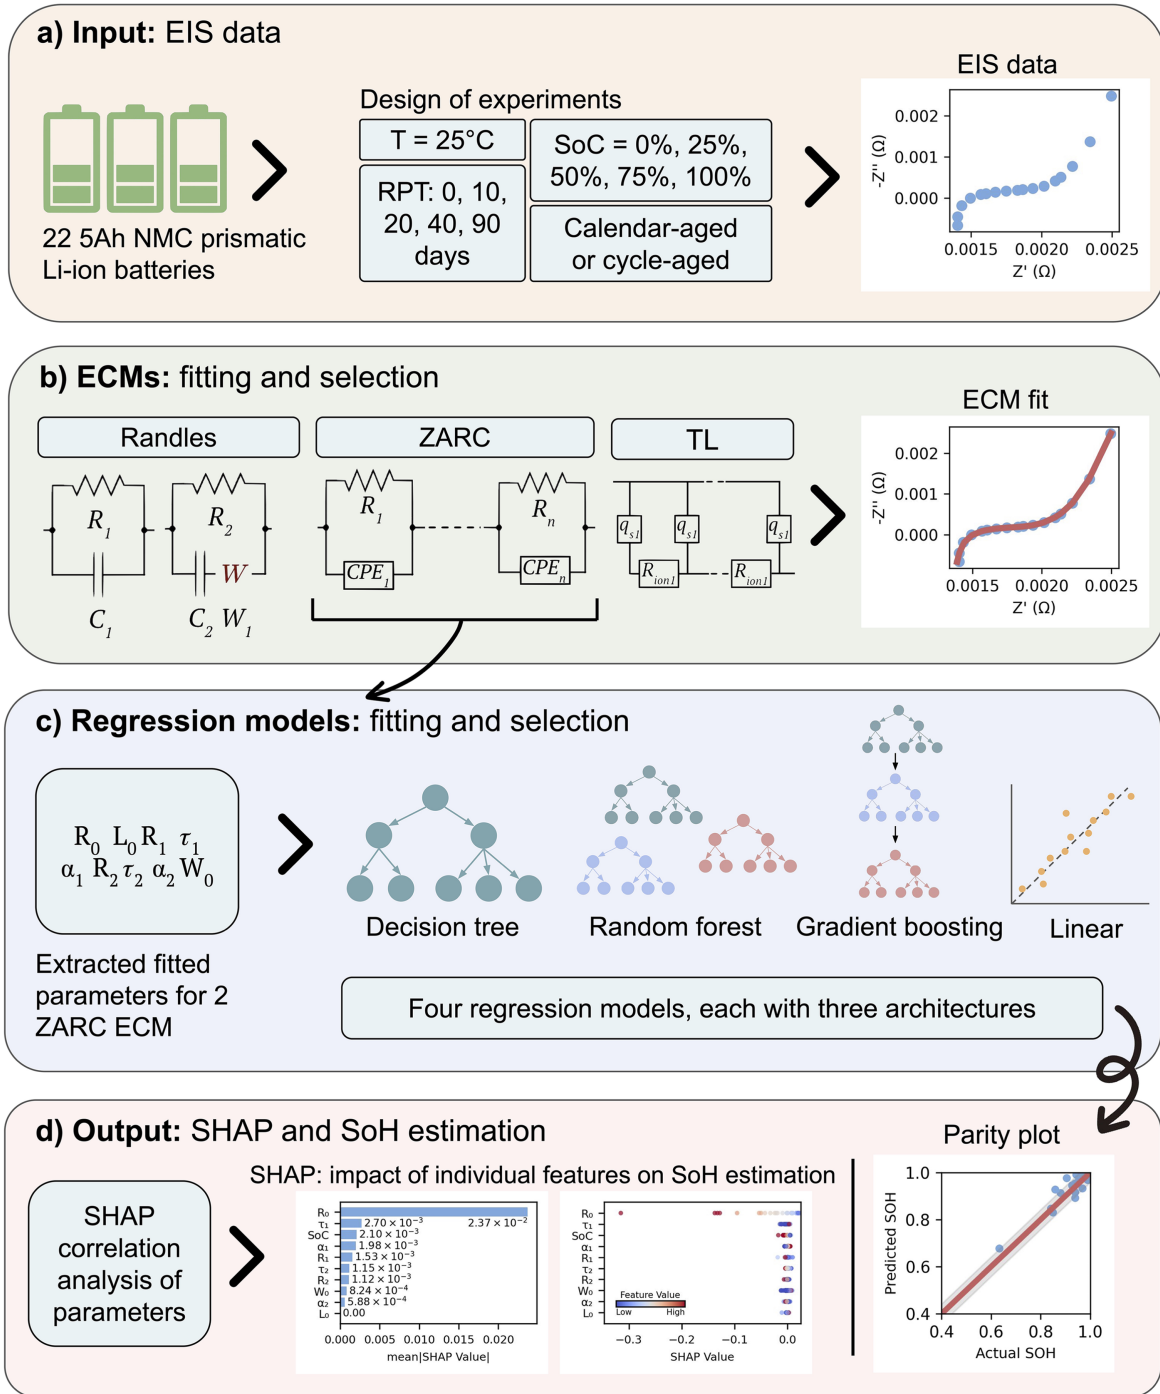 a) Input: EIS data
22 5Ah NMC prismatic
Li-ion batteries
Design of experiments
T = 25°C
RPT: 0, 10,
20, 40, 90
days
SoC = 0%, 25%,
50%, 75%, 100%
Calendar-aged
or cycle-aged
EIS data
-Z'' (Ω)
0.002
0.001
0.000
0.0015 0.0020 0.0025
Z' (Ω)
b) ECMs: fitting and selection
Randles
R1
C1
R2
W
C2 W1
ZARC
R1
CPE1
Rn
CPEn
TL
qs1 qs1 qs1
Rion1 Rion1
ECM fit
-Z'' (Ω)
0.002
0.001
0.000
0.0015 0.0020 0.0025
Z' (Ω)
c) Regression models: fitting and selection
R0 L0 R1 τ1
α1 R2 τ2 α2 W0
Extracted fitted
parameters for 2
ZARC ECM
Decision tree
Random forest
Gradient boosting
Linear
Four regression models, each with three architectures
d) Output: SHAP and SoH estimation
SHAP
correlation
analysis of
parameters
SHAP: impact of individual features on SoH estimation
R₀ 2.37 × 10⁻²
τ₁ 2.70 × 10⁻³
SoC 2.10 × 10⁻³
α₁ 1.98 × 10⁻³
R₁ 1.53 × 10⁻³
τ₂ 1.15 × 10⁻³
R₂ 1.12 × 10⁻³
W₀ 8.24 × 10⁻⁴
α₂ 5.88 × 10⁻⁴
L₀ 0.00
0.000 0.005 0.010 0.015 0.020
mean|SHAP Value|
R₀
τ₁
SoC
α₁
R₁
τ₂
R₂
W₀
α₂
L₀
Feature Value
Low High
−0.3 −0.2 −0.1 0.0
SHAP Value
Parity plot
Predicted SOH
1.0
0.8
0.6
0.4
0.4 0.6 0.8 1.0
Actual SOH